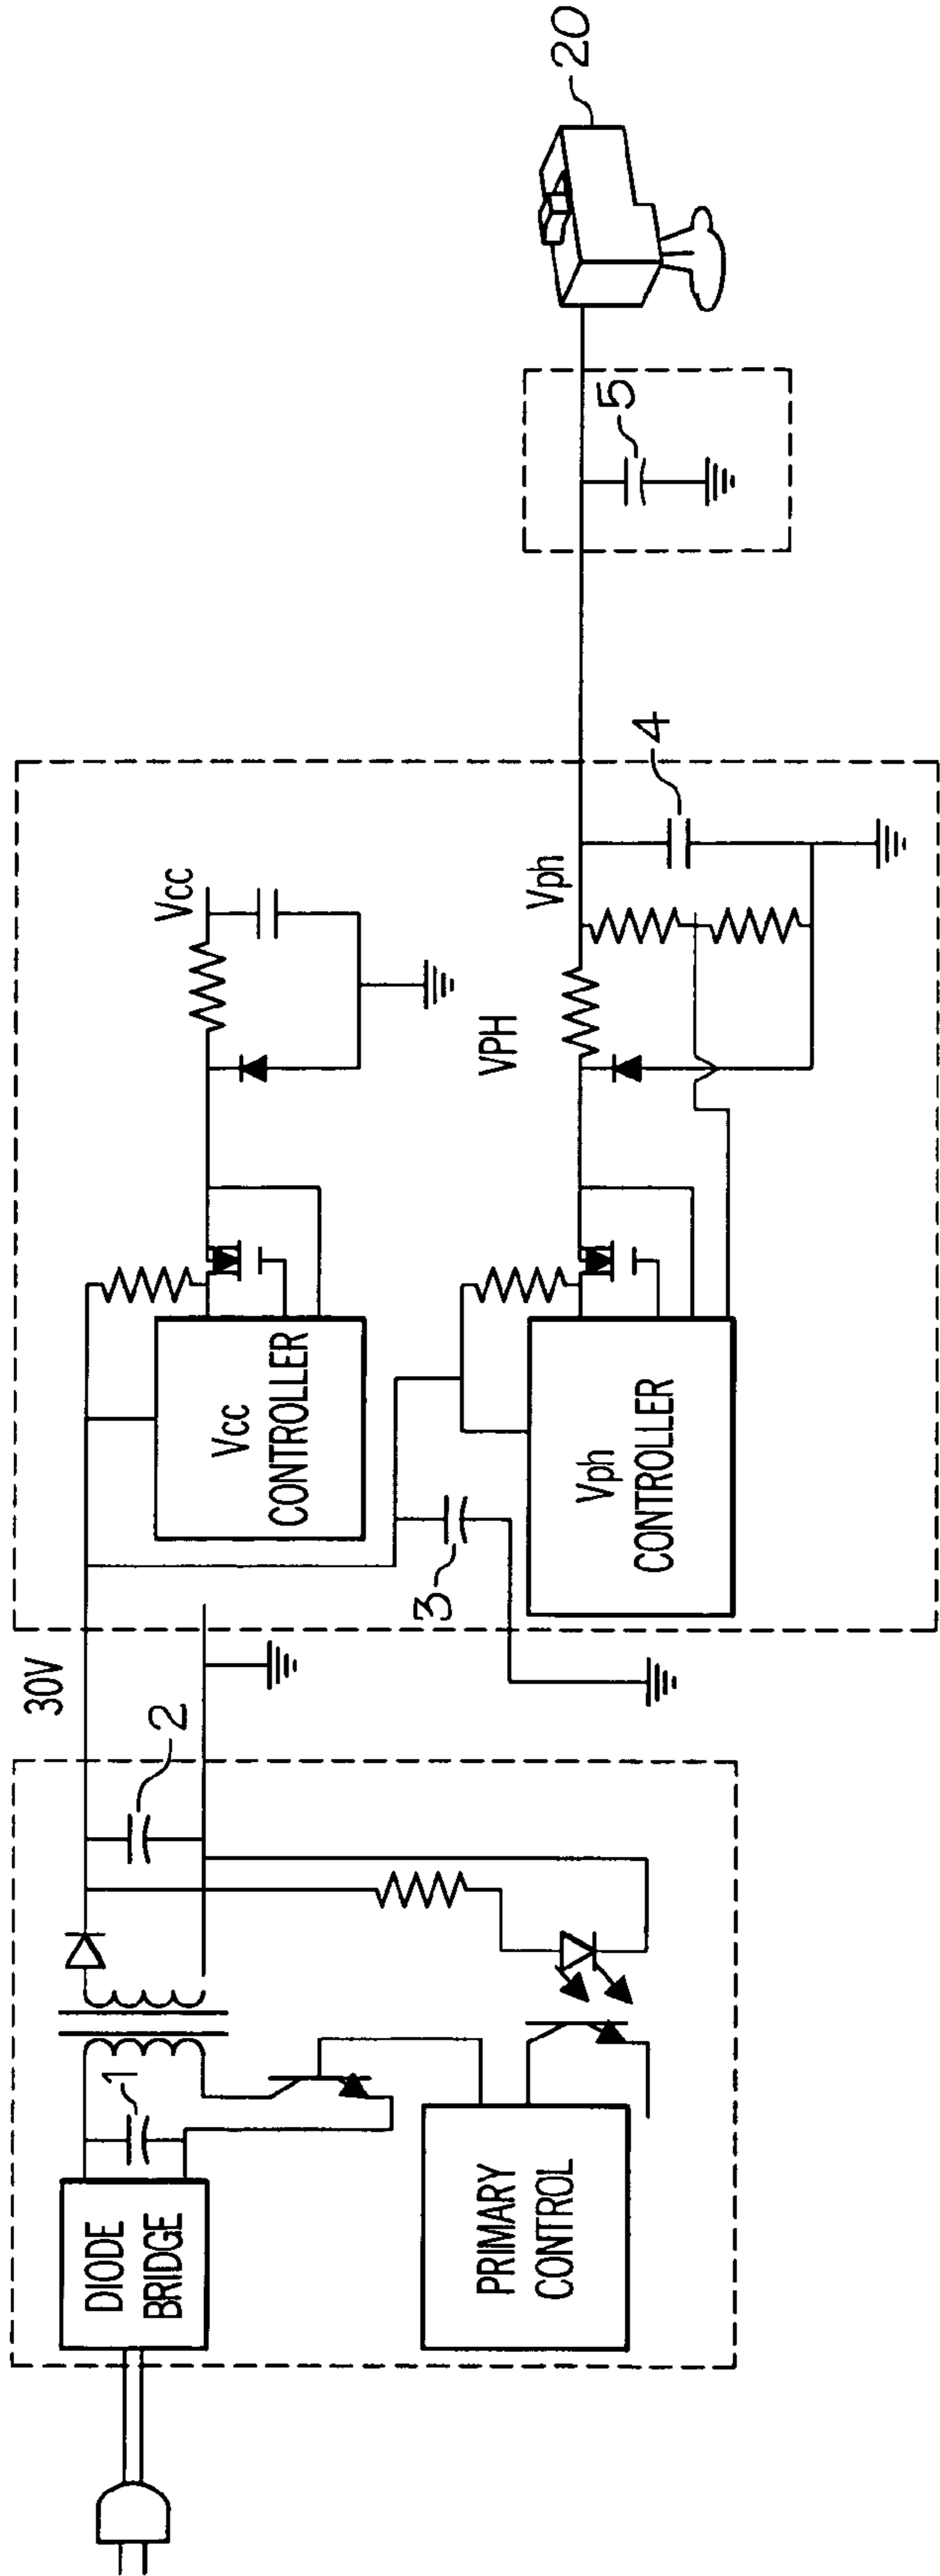 DIODE
BRIDGE
1
PRIMARY
CONTROL
2
30V
3
Vcc
CONTROLLER
Vph
CONTROLLER
Vcc
VPH
Vph
4
5
20